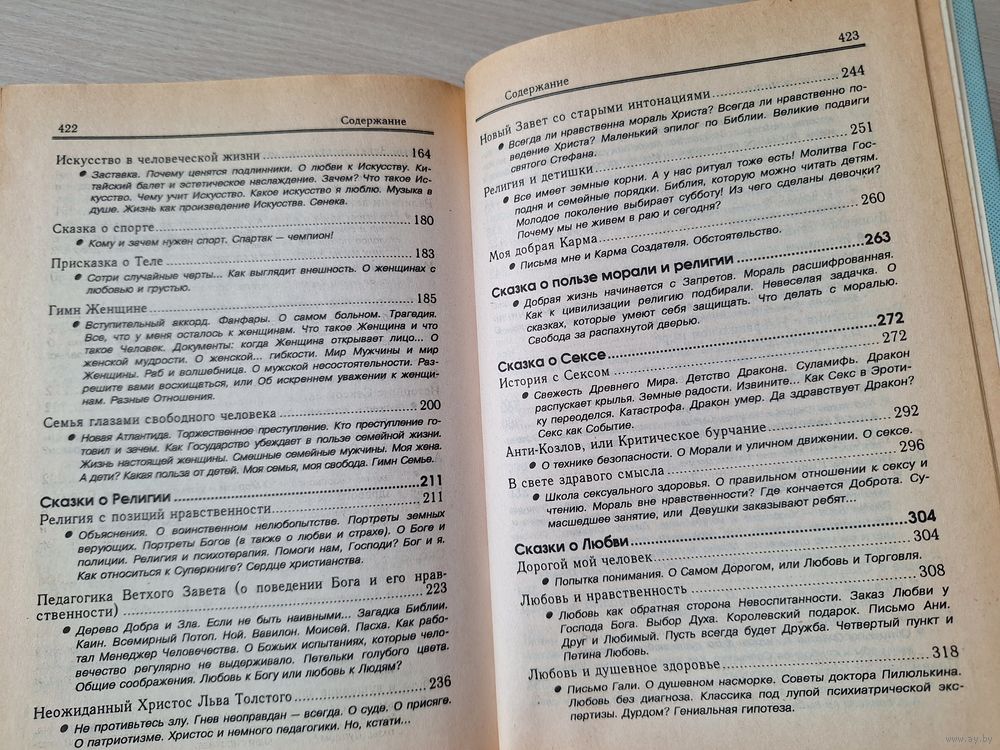 422 Содержание
Искусство в человеческой жизни 164
● Заставка. Почему ценятся подлинники. О любви к Искусству. Ки-
тайский балет и эстетическое наслаждение. Зачем? Что такое Ис-
кусство. Чему учит Искусство. Какое искусство я люблю. Музыка в
душе. Жизнь как произведение Искусства. Сенека.
Сказка о спорте 180
● Кому и зачем нужен спорт. Спартак — чемпион!
Присказка о Теле 183
● Сотри случайные черты... Как выглядит внешность. О женщинах с
любовью и грустью.
Гимн Женщине 185
● Вступительный аккорд. Фанфары. О самом больном. Трагедия.
Все, что у меня осталось к женщинам. Что такое Женщина и что
такое Человек. Документы: когда Женщина открывает лицо... О
женской мудрости. О женской... гибкости. Мир Мужчины и мир
Женщины. Раб и волшебница. О мужской несостоятельности. Раз-
решите вами восхищаться, или Об искреннем уважении к женщи-
нам. Разные Отношения.
Семья глазами свободного человека 200
● Новая Атлантида. Торжественное преступление. Кто преступление го-
товил и зачем. Как Государство убеждает в пользе семейной жизни.
Жизнь настоящей женщины. Смешные семейные мужчины. Моя жена.
А дети? Какая польза от детей. Моя семья, моя свобода. Гимн Семье.
Сказки о Религии 211
Религия с позиций нравственности 211
● Объяснения. О воинственном нелюбопытстве. Портреты земных
верующих. Портреты Богов (а также о любви и страхе). О Боге и
полиции. Религия и психотерапия. Помоги нам, Господи? Бог и я.
Как относиться к Суперкниге? Сердце христианства.
Педагогика Ветхого Завета (о поведении Бога и его нрав-
ственности) 223
● Дерево Добра и Зла. Если не быть наивными... Загадка Библии.
Каин. Всемирный Потоп. Ной. Вавилон. Моисей. Пасха. Как рабо-
тал Менеджер Человечества. О Божьих испытаниях, которые чело-
вечество регулярно не выдерживало. Петельки голубого цвета.
Общие соображения. Любовь к Богу или любовь к Людям?
Неожиданный Христос Льва Толстого 236
● Не противьтесь злу. Гнев неоправдан — всегда. О суде. О присяге.
О патриотизме. Христос и немного педагогики. Но, кстати...
Содержание 423
Новый Завет со старыми интонациями 244
● Всегда ли нравственна мораль Христа? Всегда ли нравственно по-
ведение Христа? Маленький эпилог по Библии. Великие подвиги
святого Стефана.
Религия и детишки 251
● Все имеет земные корни. А у нас ритуал тоже есть! Молитва Гос-
подня и семейные порядки. Библия, которую можно читать детям.
Молодое поколение выбирает субботу! Из чего сделаны девочки?
Почему мы не живем в раю и сегодня?
Моя добрая Карма 260
● Письма мне и Карма Создателя. Обстоятельство.
Сказка о пользе морали и религии 263
● Добрая жизнь начинается с Запретов. Мораль расшифрованная.
Как к цивилизации религию подбирали. Невеселая задачка. О
сказках, которые умеют себя защищать. Что делать с моралью.
Свобода за распахнутой дверью.
Сказка о Сексе 272
История с Сексом 272
● Свежесть Древнего Мира. Детство Дракона. Суламифь. Дракон
распускает крылья. Земные радости. Извините... Как Секс в Эроти-
ку переоделся. Катастрофа. Дракон умер. Да здравствует Дракон?
Секс как Событие.
Анти-Козлов, или Критическое бурчание 292
● О технике безопасности. О Морали и уличном движении. О сексе.
В свете здравого смысла 296
● Школа сексуального здоровья. О правильном отношении к сексу и
чтению. Мораль вне нравственности? Где кончается Доброта. Су-
масшедшее занятие, или Девушки заказывают ребят...
Сказки о Любви 304
Дорогой мой человек 304
● Попытка понимания. О Самом Дорогом, или Любовь и Торговля.
Любовь и нравственность 308
● Любовь как обратная сторона Невоспитанности. Заказ Любви у
Господа Бога. Выбор Духа. Королевский подарок. Письмо Ани.
Друг и Любимый. Пусть всегда будет Дружба. Четвертый пункт и
Петина Любовь.
Любовь и душевное здоровье 318
● Письмо Гали. О душевном насморке. Советы доктора Пилюлькина.
Любовь без диагноза. Классика под лупой психиатрической экс-
пертизы. Дурдом? Гениальная гипотеза.
www.ay.by